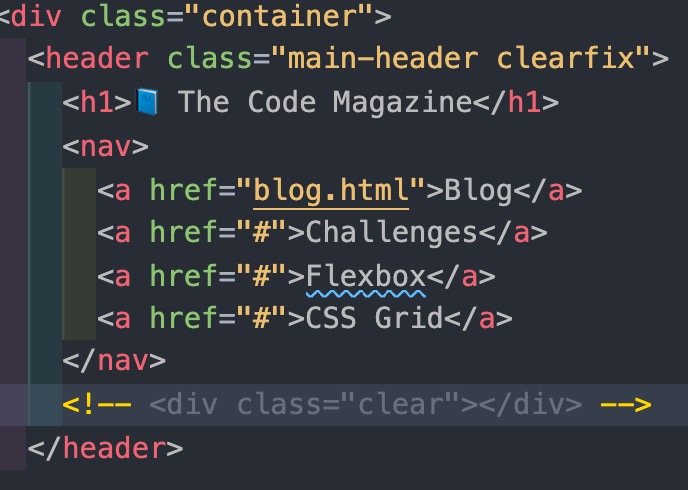 <div class="container">
<header class="main-header clearfix">
<h1>📘 The Code Magazine</h1>
<nav>
<a href="blog.html">Blog</a>
<a href="#">Challenges</a>
<a href="#">Flexbox</a>
<a href="#">CSS Grid</a>
</nav>
<!-- <div class="clear"></div> -->
</header>